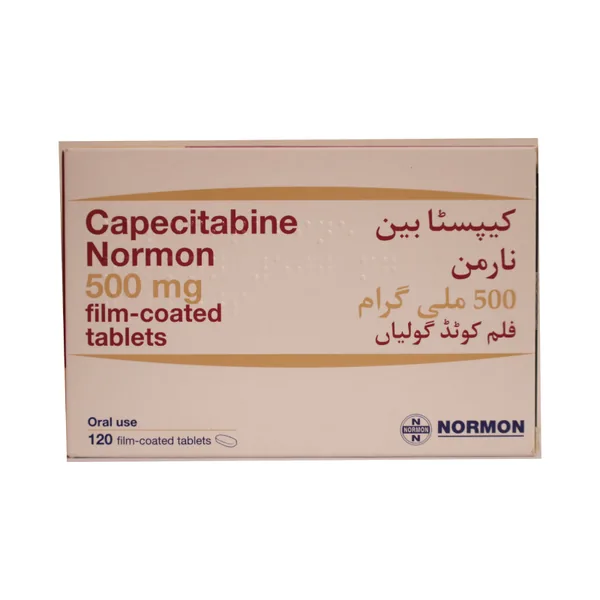 Capecitabine
Normon
500 mg
film-coated
tablets
کیپسٹا بین
نارمن
500 ملی گرام
فلم کوٹڈ گولیاں
Oral use
120 film-coated tablets
N
NORMON
N
NORMON